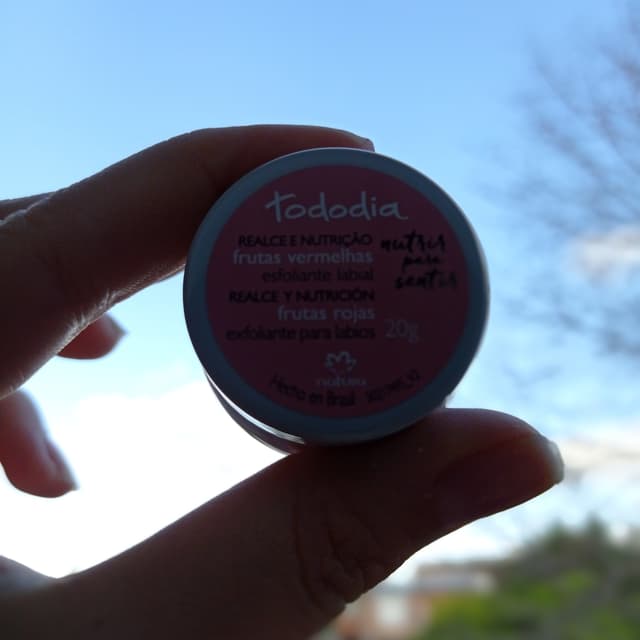 tododia
REALCE E NUTRIÇÃO
frutas vermelhas
esfoliante labial
REALCE Y NUTRICIÓN
frutas rojas
exfoliante para labios 20g
nutrir
para
sentir
natura
Hecho en Brasil